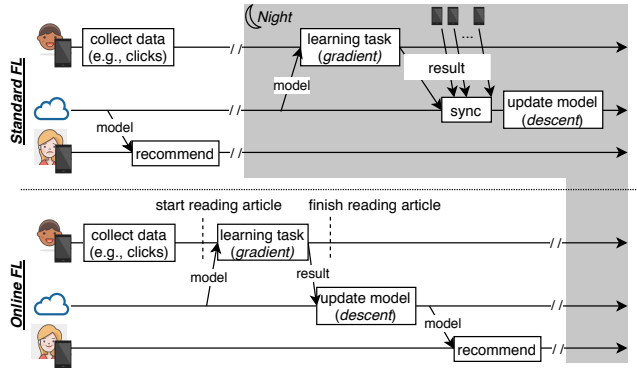 Night
collect data
(e.g., clicks)
learning task
(gradient)
...
result
model
Standard FL
sync
update model
(descent)
model
recommend
start reading article
finish reading article
collect data
(e.g., clicks)
learning task
(gradient)
model
result
Online FL
update model
(descent)
model
recommend